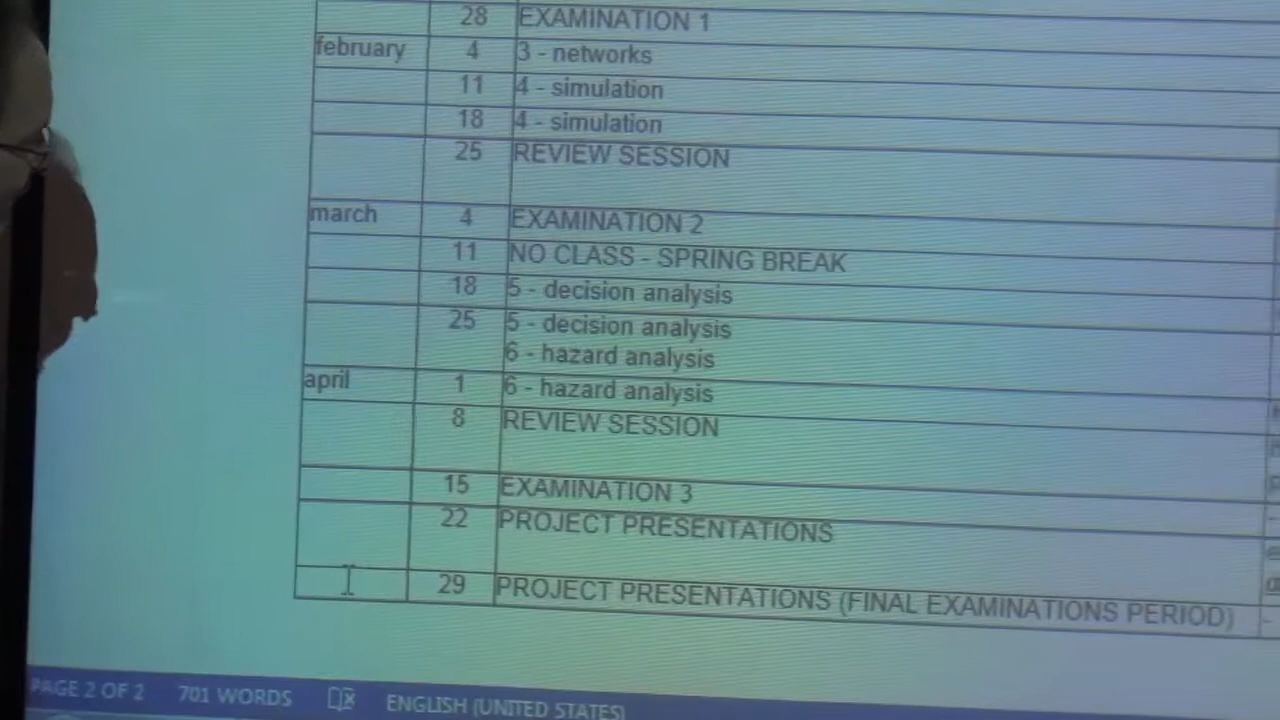 28 EXAMINATION 1
february 4 3 - networks
11 4 - simulation
18 4 - simulation
25 REVIEW SESSION
march 4 EXAMINATION 2
11 NO CLASS - SPRING BREAK
18 5 - decision analysis
25 5 - decision analysis
6 - hazard analysis
april 1 6 - hazard analysis
8 REVIEW SESSION
15 EXAMINATION 3
22 PROJECT PRESENTATIONS
29 PROJECT PRESENTATIONS (FINAL EXAMINATIONS PERIOD) -
PAGE 2 OF 2 701 WORDS ENGLISH (UNITED STATES)